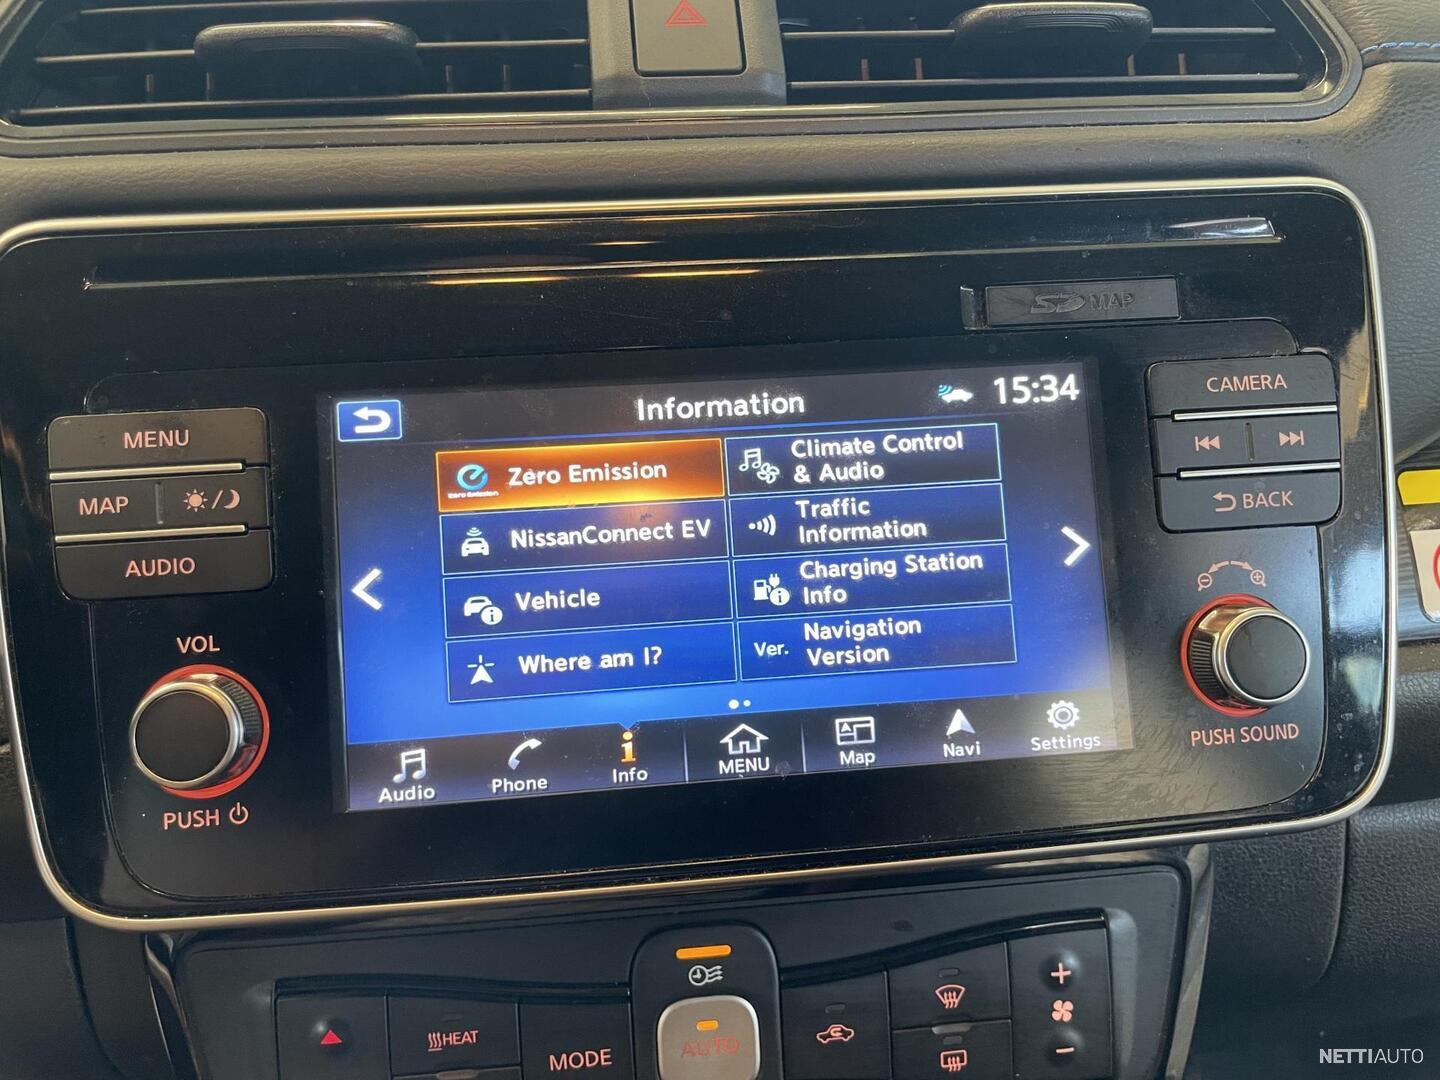 SD MAP
CAMERA
MENU
MAP
AUDIO
BACK
VOL
PUSH
PUSH SOUND
Information
15:34
Zero Emission
Zero Emission
Climate Control
& Audio
NissanConnect EV
Traffic
Information
Vehicle
Charging Station
Info
Where am I?
Ver.
Navigation
Version
Audio
Phone
Info
MENU
Map
Navi
Settings
HEAT
MODE
AUTO
NETTIAUTO